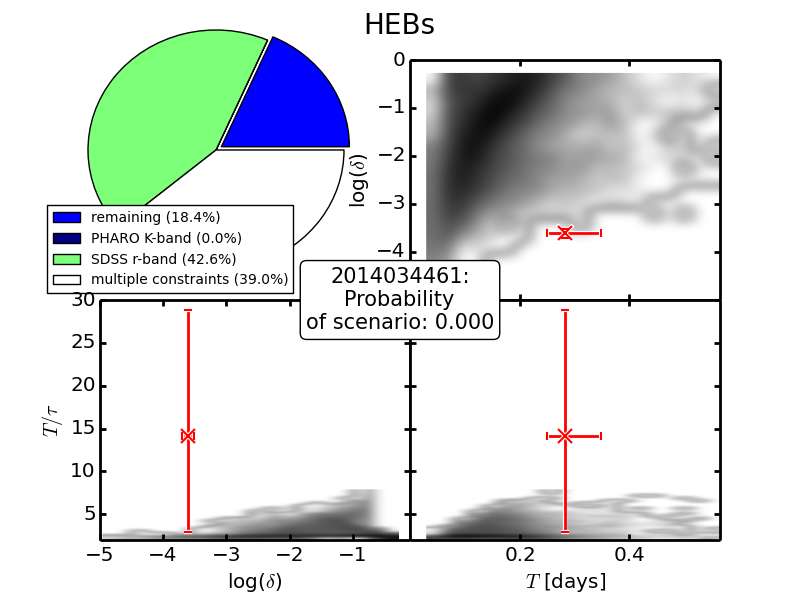 HEBs
remaining (18.4%)
PHARO K-band (0.0%)
SDSS r-band (42.6%)
multiple constraints (39.0%)
0
−1
−2
−3
−4
log(δ)
2014034461:
Probability
of scenario: 0.000
30
25
20
15
10
5
T/τ
−5 −4 −3 −2 −1
log(δ)
0.2 0.4
T [days]